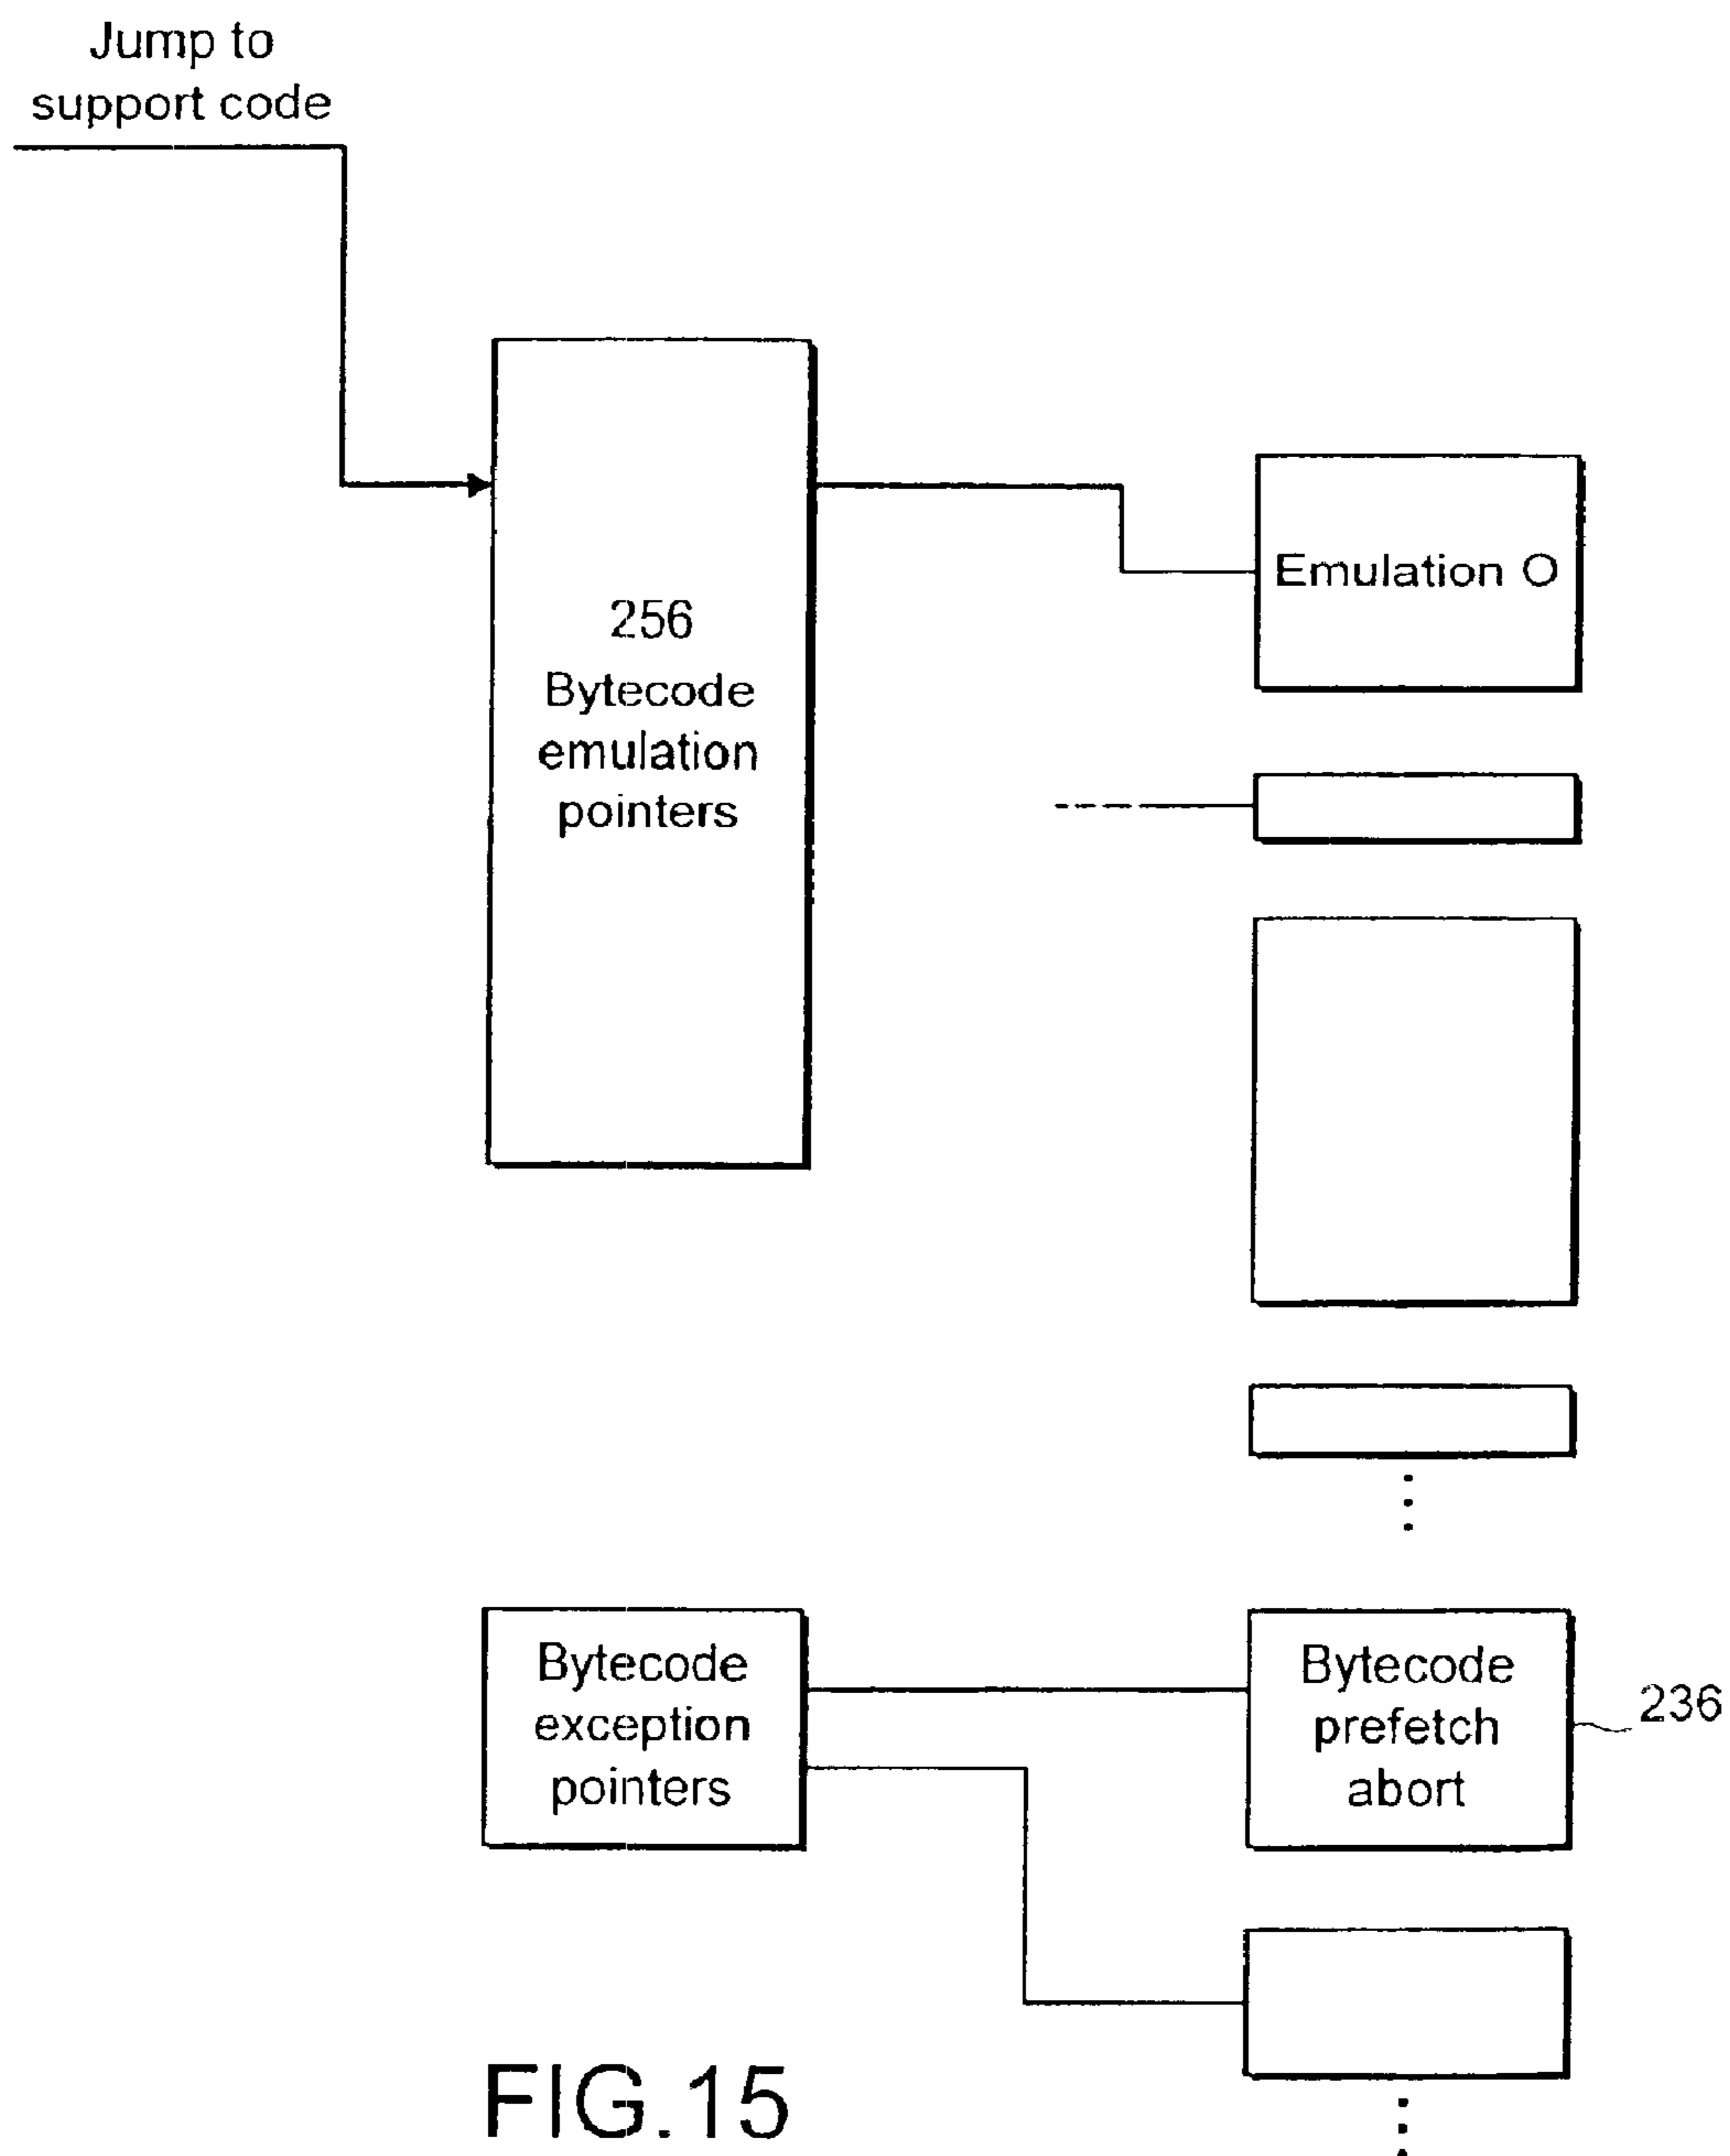 Jump to
support code
256
Bytecode
emulation
pointers
Emulation O
Bytecode
exception
pointers
Bytecode
prefetch
abort
236
FIG.15